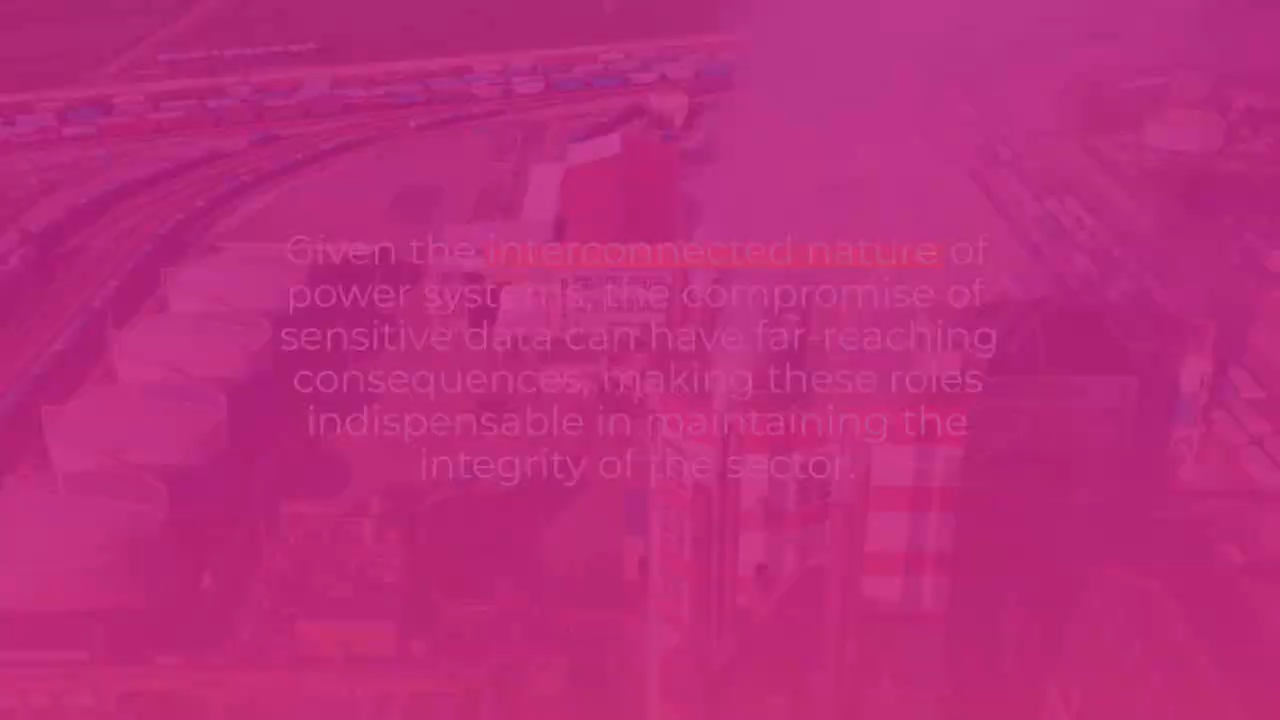 Given the interconnected nature of
power systems, the compromise of
sensitive data can have far-reaching
consequences, making these roles
indispensable in maintaining the
integrity of the sector.